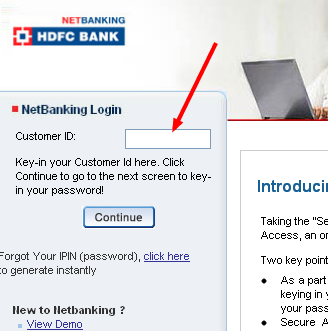 NETBANKING
HDFC BANK
NetBanking Login
Customer ID:
Key-in your Customer Id here. Click
Continue to go to the next screen to key-
in your password!
Continue
Forgot Your IPIN (password), click here
to generate instantly
New to Netbanking ?
View Demo
Introduci
Taking the "Se
Access, an on
Two key point
As a part
keying in y
your pass
Secure A